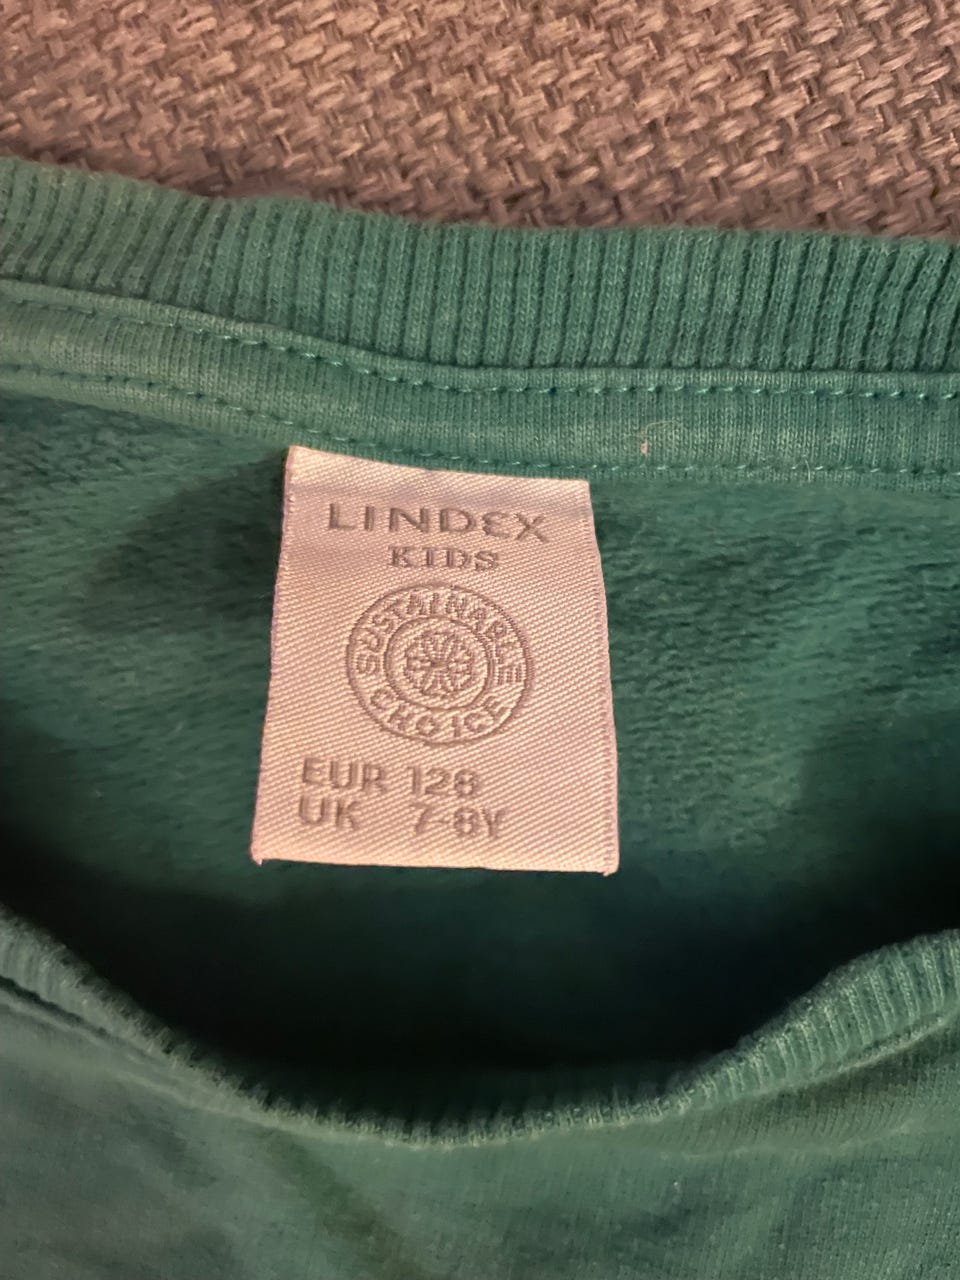 LINDEX
KIDS
SUSTAINABLE
CHOICE
EUR 128
UK 7-8Y